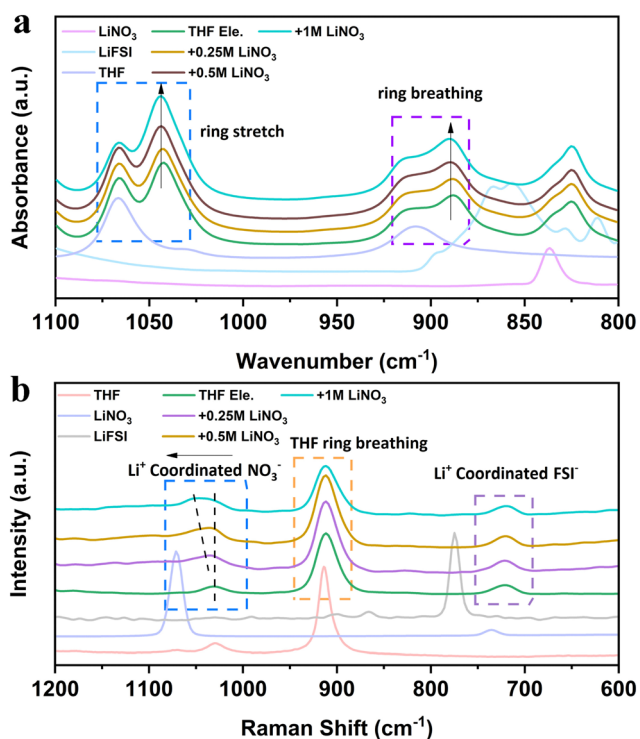 a
LiNO₃ THF Ele. +1M LiNO₃
LiFSI +0.25M LiNO₃
THF +0.5M LiNO₃
ring stretch
ring breathing
Absorbance (a.u.)
1100 1050 1000 950 900 850 800
Wavenumber (cm⁻¹)
b
THF THF Ele. +1M LiNO₃
LiNO₃ +0.25M LiNO₃
LiFSI +0.5M LiNO₃
THF ring breathing
Li⁺ Coordinated NO₃⁻
Li⁺ Coordinated FSI⁻
Intensity (a.u.)
1200 1100 1000 900 800 700 600
Raman Shift (cm⁻¹)